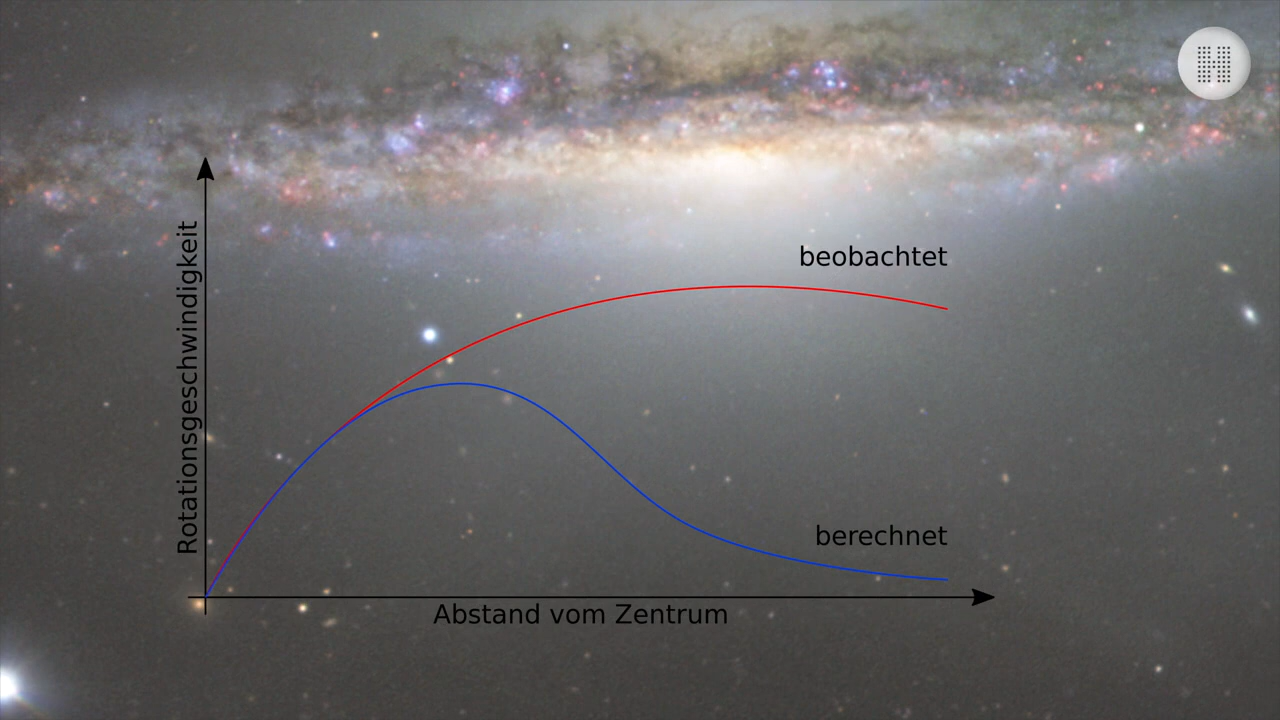 H
beobachtet
Rotationsgeschwindigkeit
berechnet
Abstand vom Zentrum